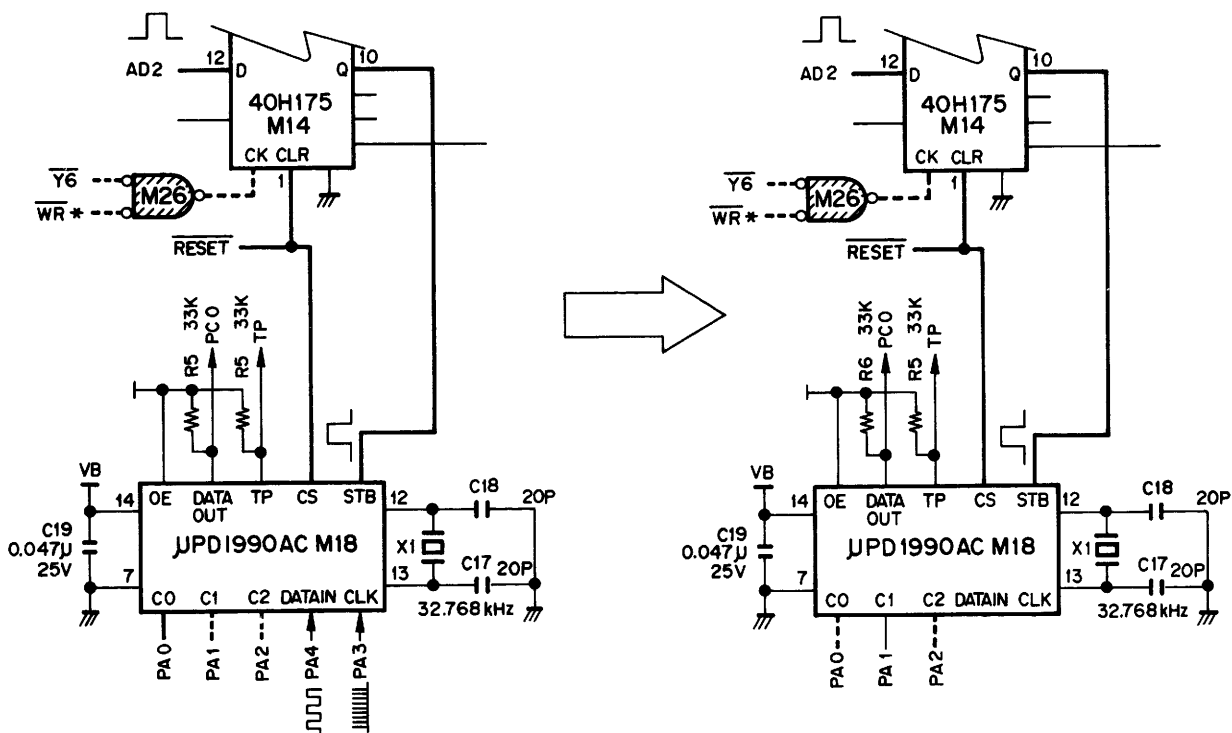 12
AD2
D
Q
10
40H175
M14
CK CLR
1
Y6
WR *
M26
RESET
33K
PC0
33K
TP
R5
R5
VB
14
OE
DATA OUT
TP
CS
STB
12
C18
20P
C19
0.047μ
25V
μPD1990AC M18
X1
7
13
C17
20P
C0
C1
C2
DATAIN
CLK
32.768kHz
PA0
PA1
PA2
PA4
PA3
12
AD2
D
Q
10
40H175
M14
CK CLR
1
Y6
WR *
M26
RESET
33K
PC0
33K
TP
R6
R5
VB
14
OE
DATA OUT
TP
CS
STB
12
C18
20P
C19
0.047μ
25V
μPD1990AC M18
X1
7
13
C17
20P
C0
C1
C2
DATAIN
CLK
32.768kHz
PA0
PA1
PA2